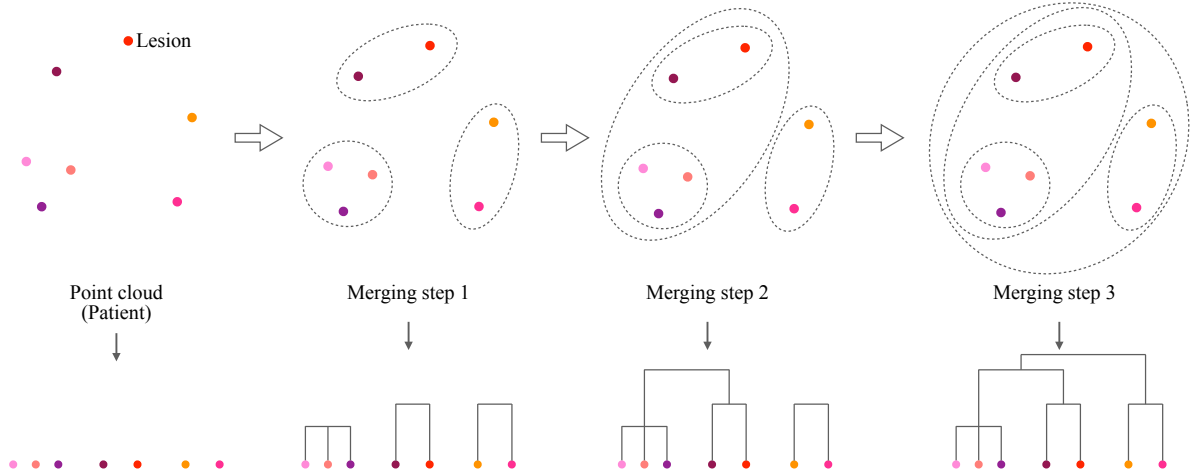 Lesion
Point cloud
(Patient)
Merging step 1
Merging step 2
Merging step 3